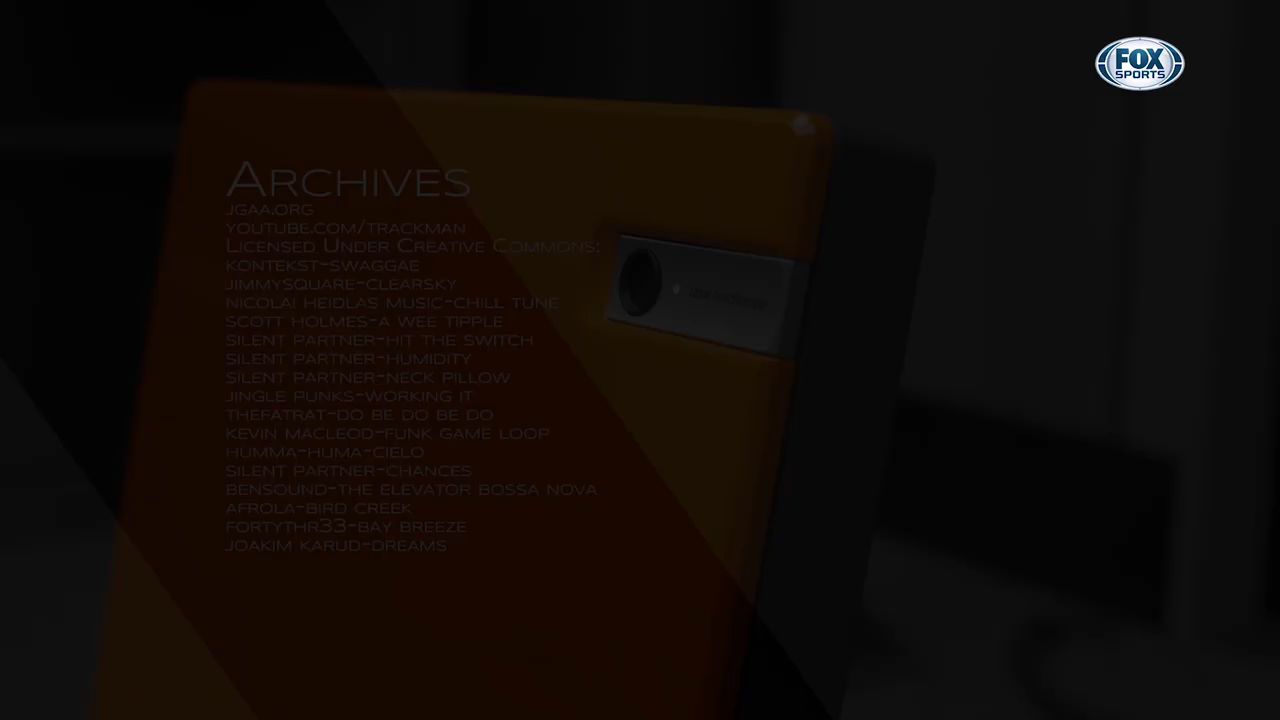 FOX
SPORTS
ARCHIVES
JGAA.ORG
YOUTUBE.COM/TRACKMAN
LICENSED UNDER CREATIVE COMMONS:
KONTEKST-SWAGGAE
JIMMYSQUARE-CLEARSKY
NICOLAI HEIDLAS MUSIC-CHILL TUNE
SCOTT HOLMES-A WEE TIPPLE
SILENT PARTNER-HIT THE SWITCH
SILENT PARTNER-HUMIDITY
SILENT PARTNER-NECK PILLOW
JINGLE PUNKS-WORKING IT
THEFATRAT-DO BE DO BE DO
KEVIN MACLEOD-FUNK GAME LOOP
HUMMA-HUMA-CIELO
SILENT PARTNER-CHANCES
BENSOUND-THE ELEVATOR BOSSA NOVA
AFROLA-BIRD CREEK
FORTYTHR33-BAY BREEZE
JOAKIM KARUD-DREAMS